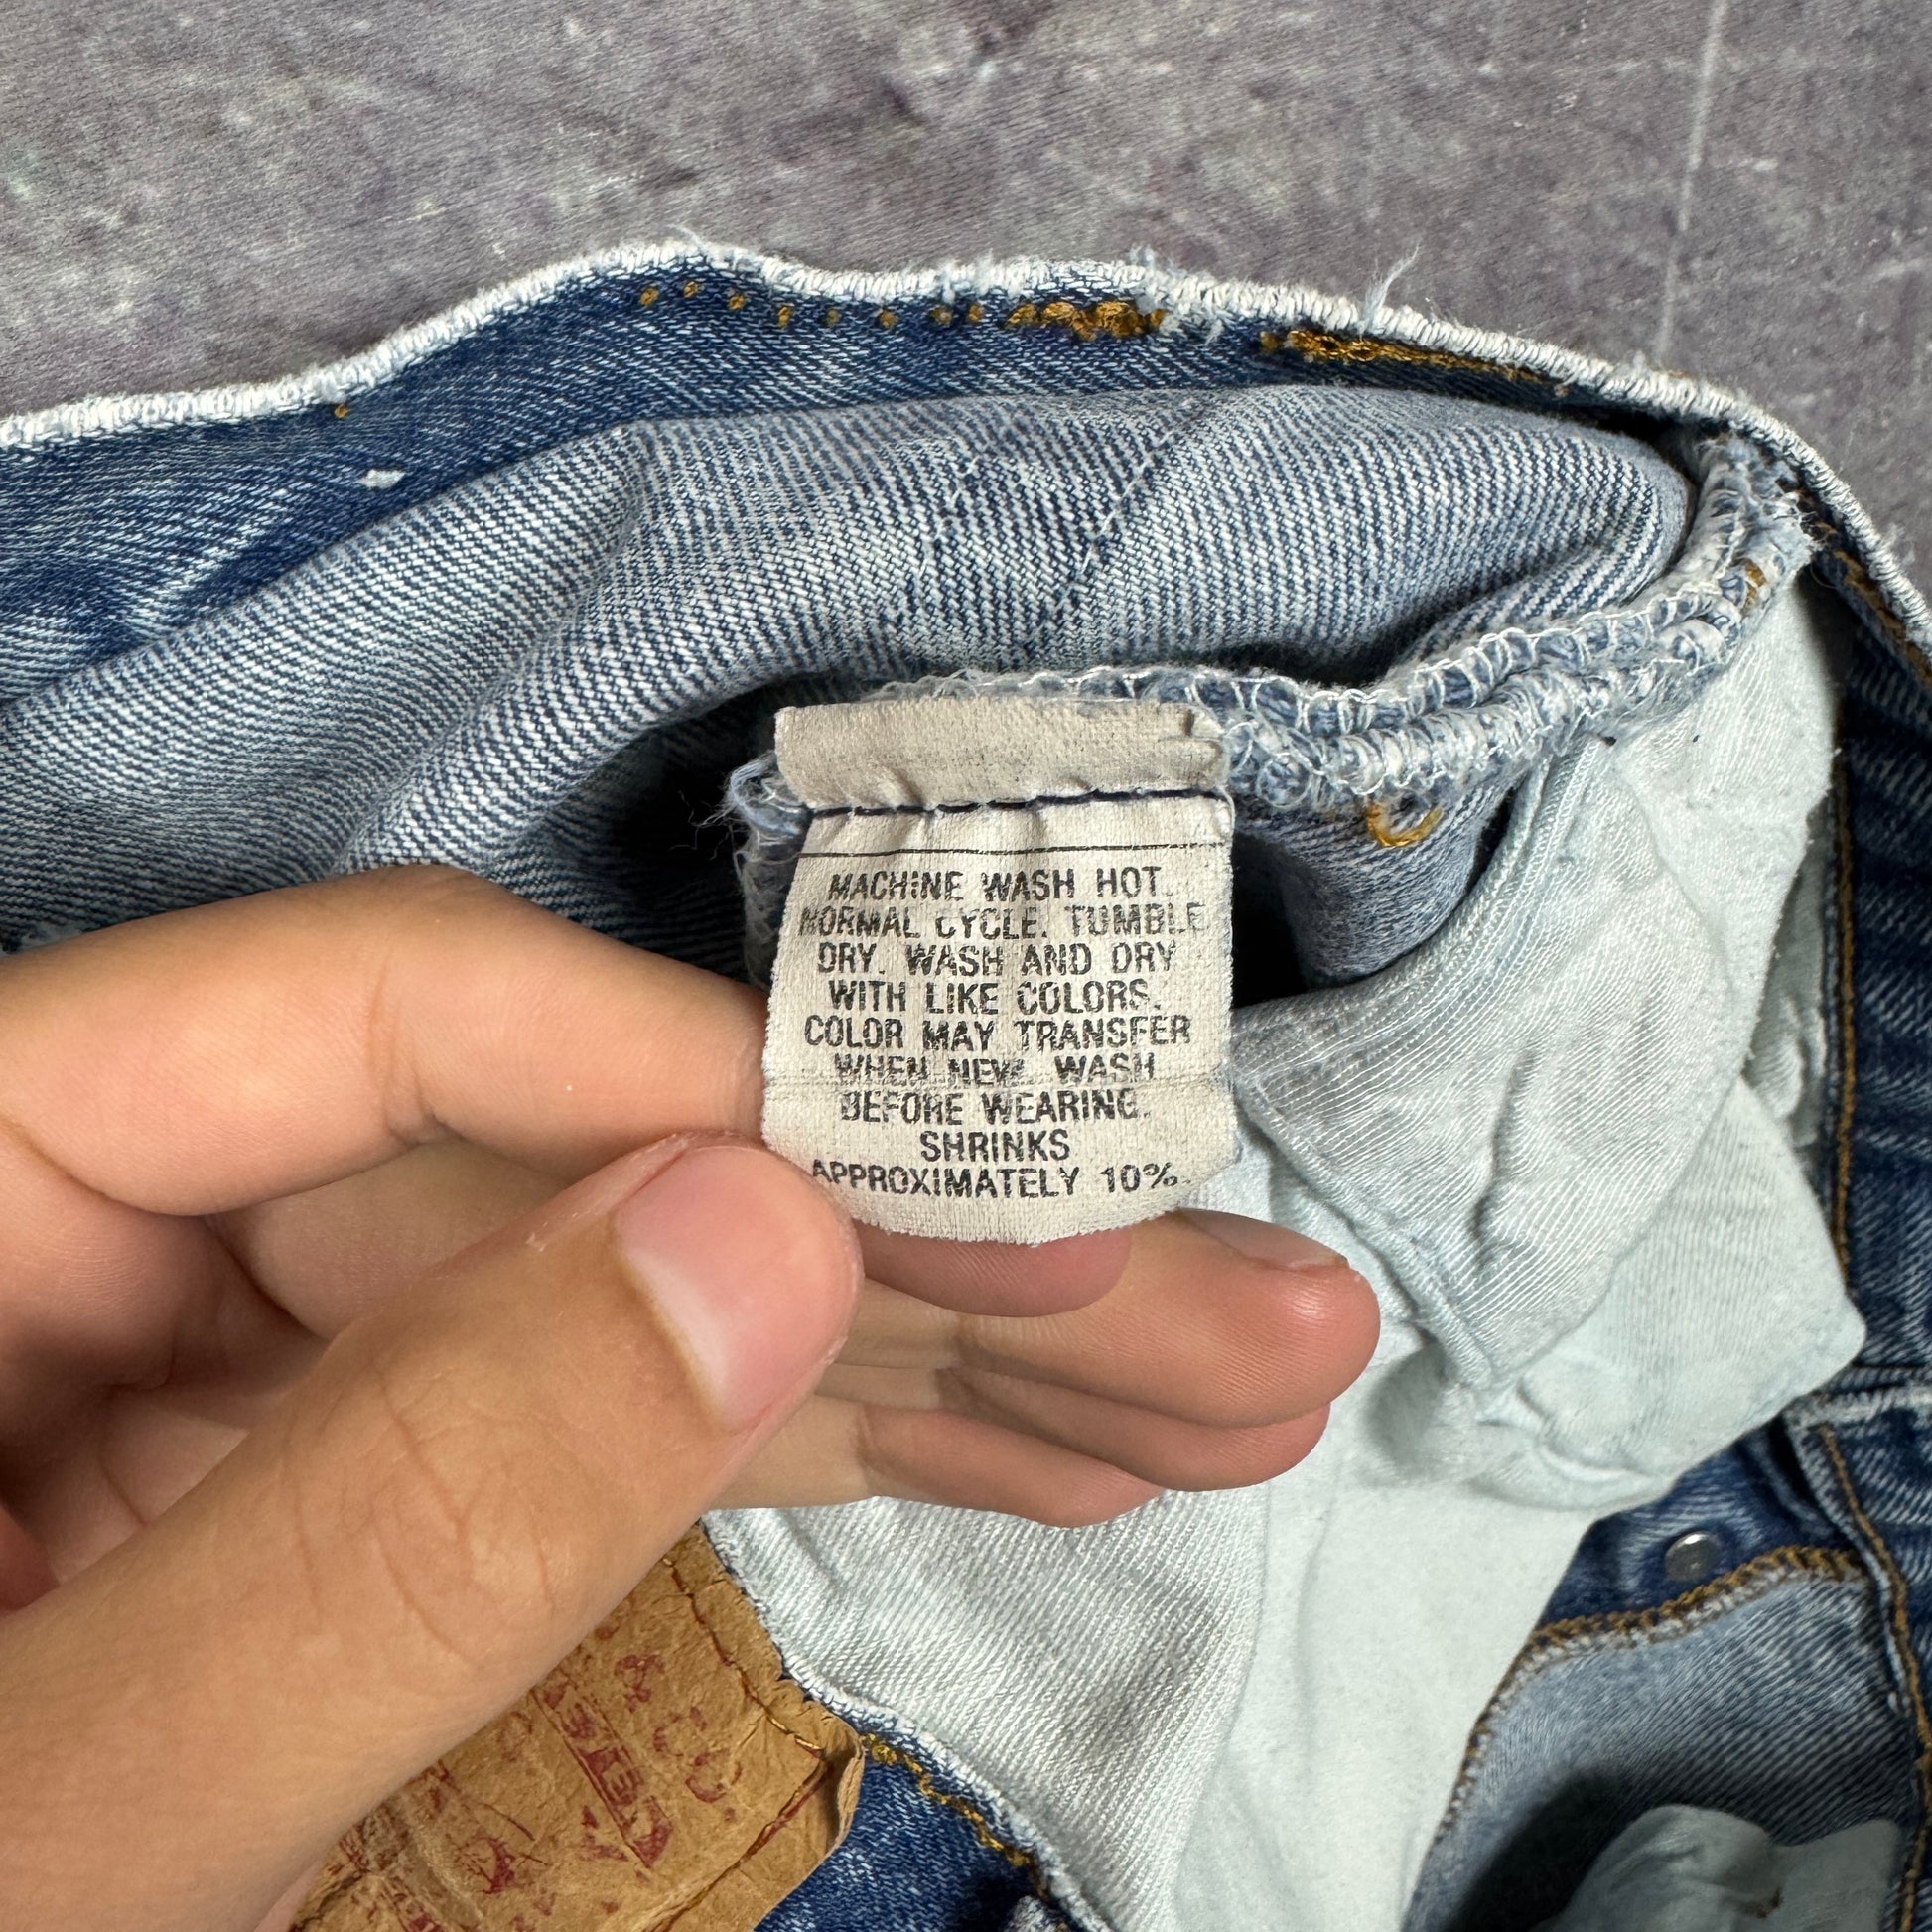 MACHINE WASH HOT.
NORMAL CYCLE. TUMBLE
DRY. WASH AND DRY
WITH LIKE COLORS.
COLOR MAY TRANSFER
WHEN NEW. WASH
BEFORE WEARING.
SHRINKS
APPROXIMATELY 10%.